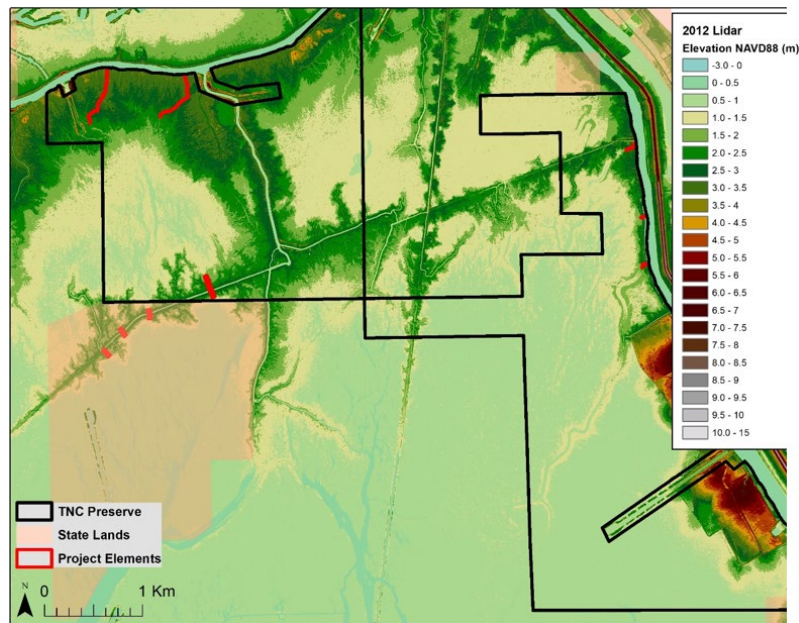 2012 Lidar
Elevation NAVD88 (m)
-3.0 - 0
0 - 0.5
0.5 - 1
1.0 - 1.5
1.5 - 2
2.0 - 2.5
2.5 - 3
3.0 - 3.5
3.5 - 4
4.0 - 4.5
4.5 - 5
5.0 - 5.5
5.5 - 6
6.0 - 6.5
6.5 - 7
7.0 - 7.5
7.5 - 8
8.0 - 8.5
8.5 - 9
9.0 - 9.5
9.5 - 10
10.0 - 15
TNC Preserve
State Lands
Project Elements
N
0 1 Km